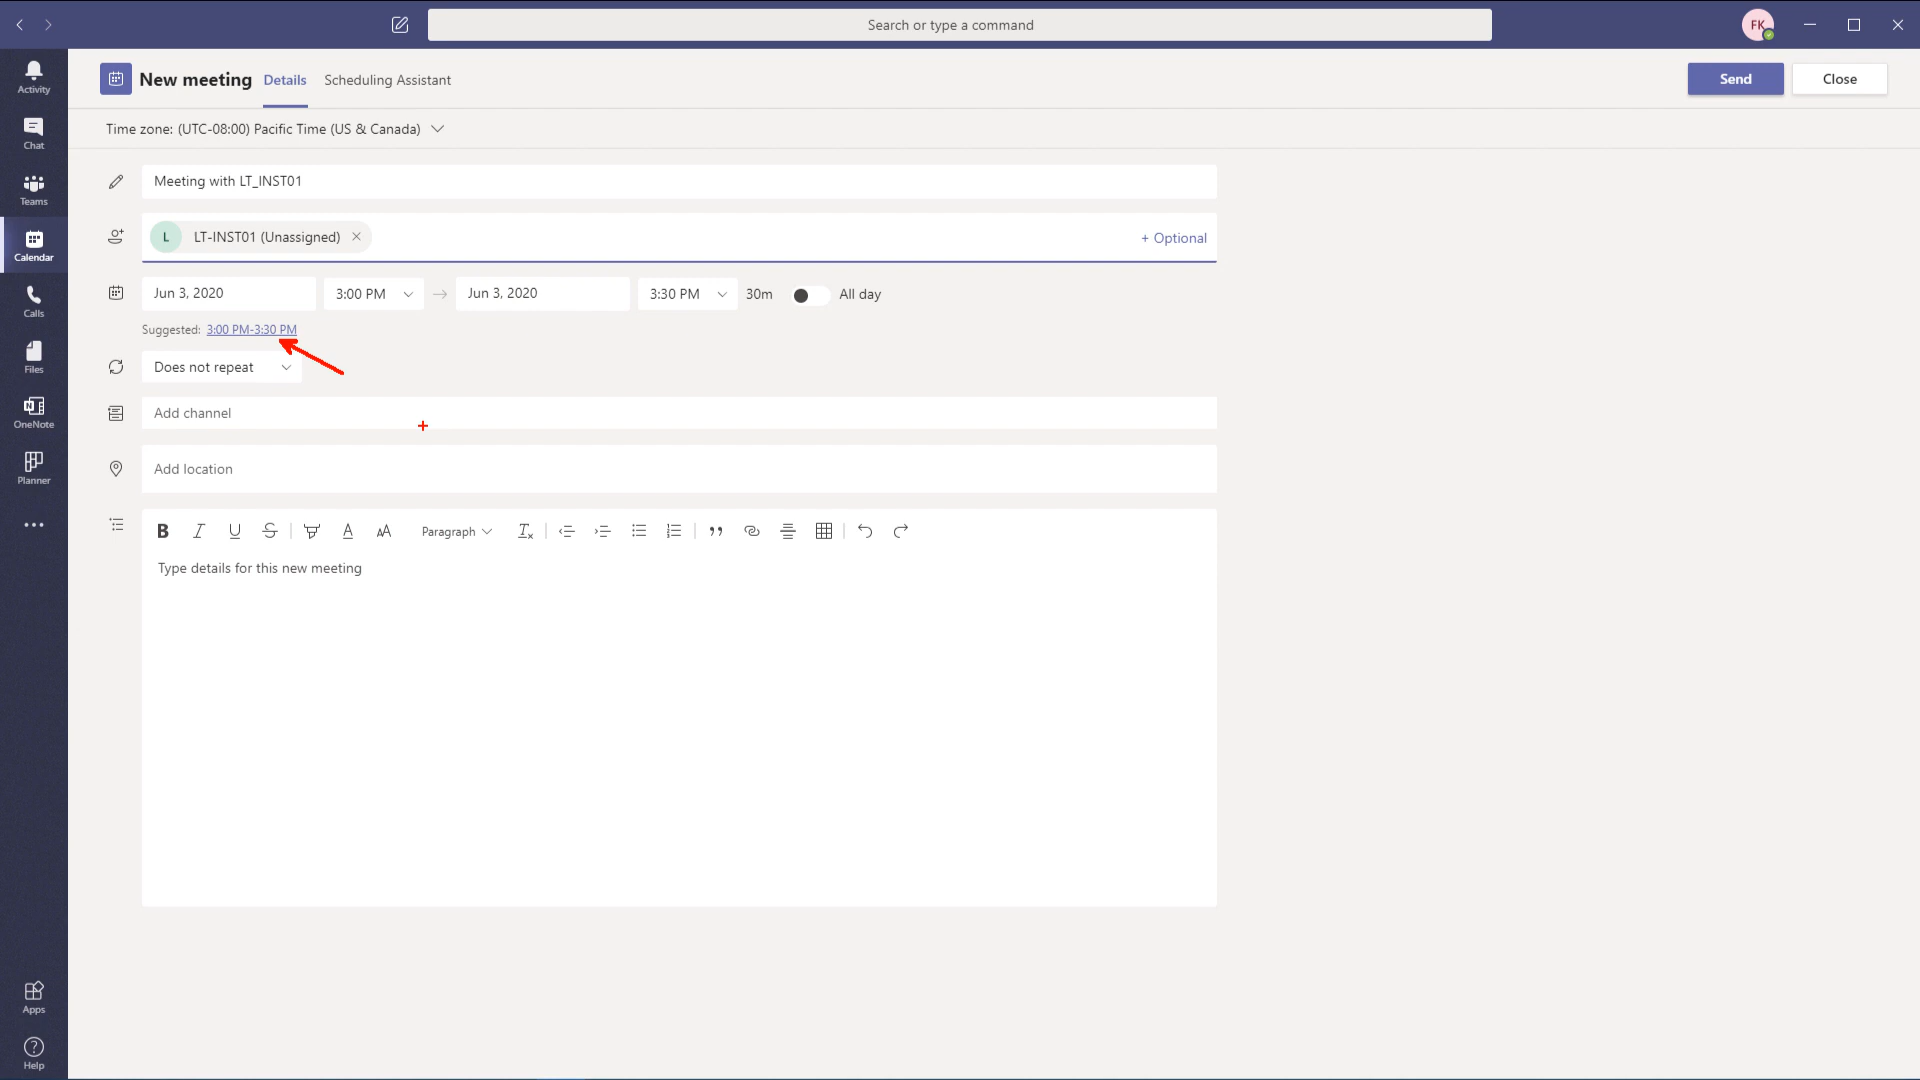 Search or type a command
FK
Activity
Chat
Teams
Calendar
Calls
Files
OneNote
Planner
Apps
Help
New meeting Details Scheduling Assistant
Send Close
Time zone: (UTC-08:00) Pacific Time (US & Canada)
Meeting with LT_INST01
L LT-INST01 (Unassigned) × + Optional
Jun 3, 2020 3:00 PM → Jun 3, 2020 3:30 PM 30m All day
Suggested: 3:00 PM-3:30 PM
Does not repeat
Add channel
Add location
B I U S A AA Paragraph
Type details for this new meeting